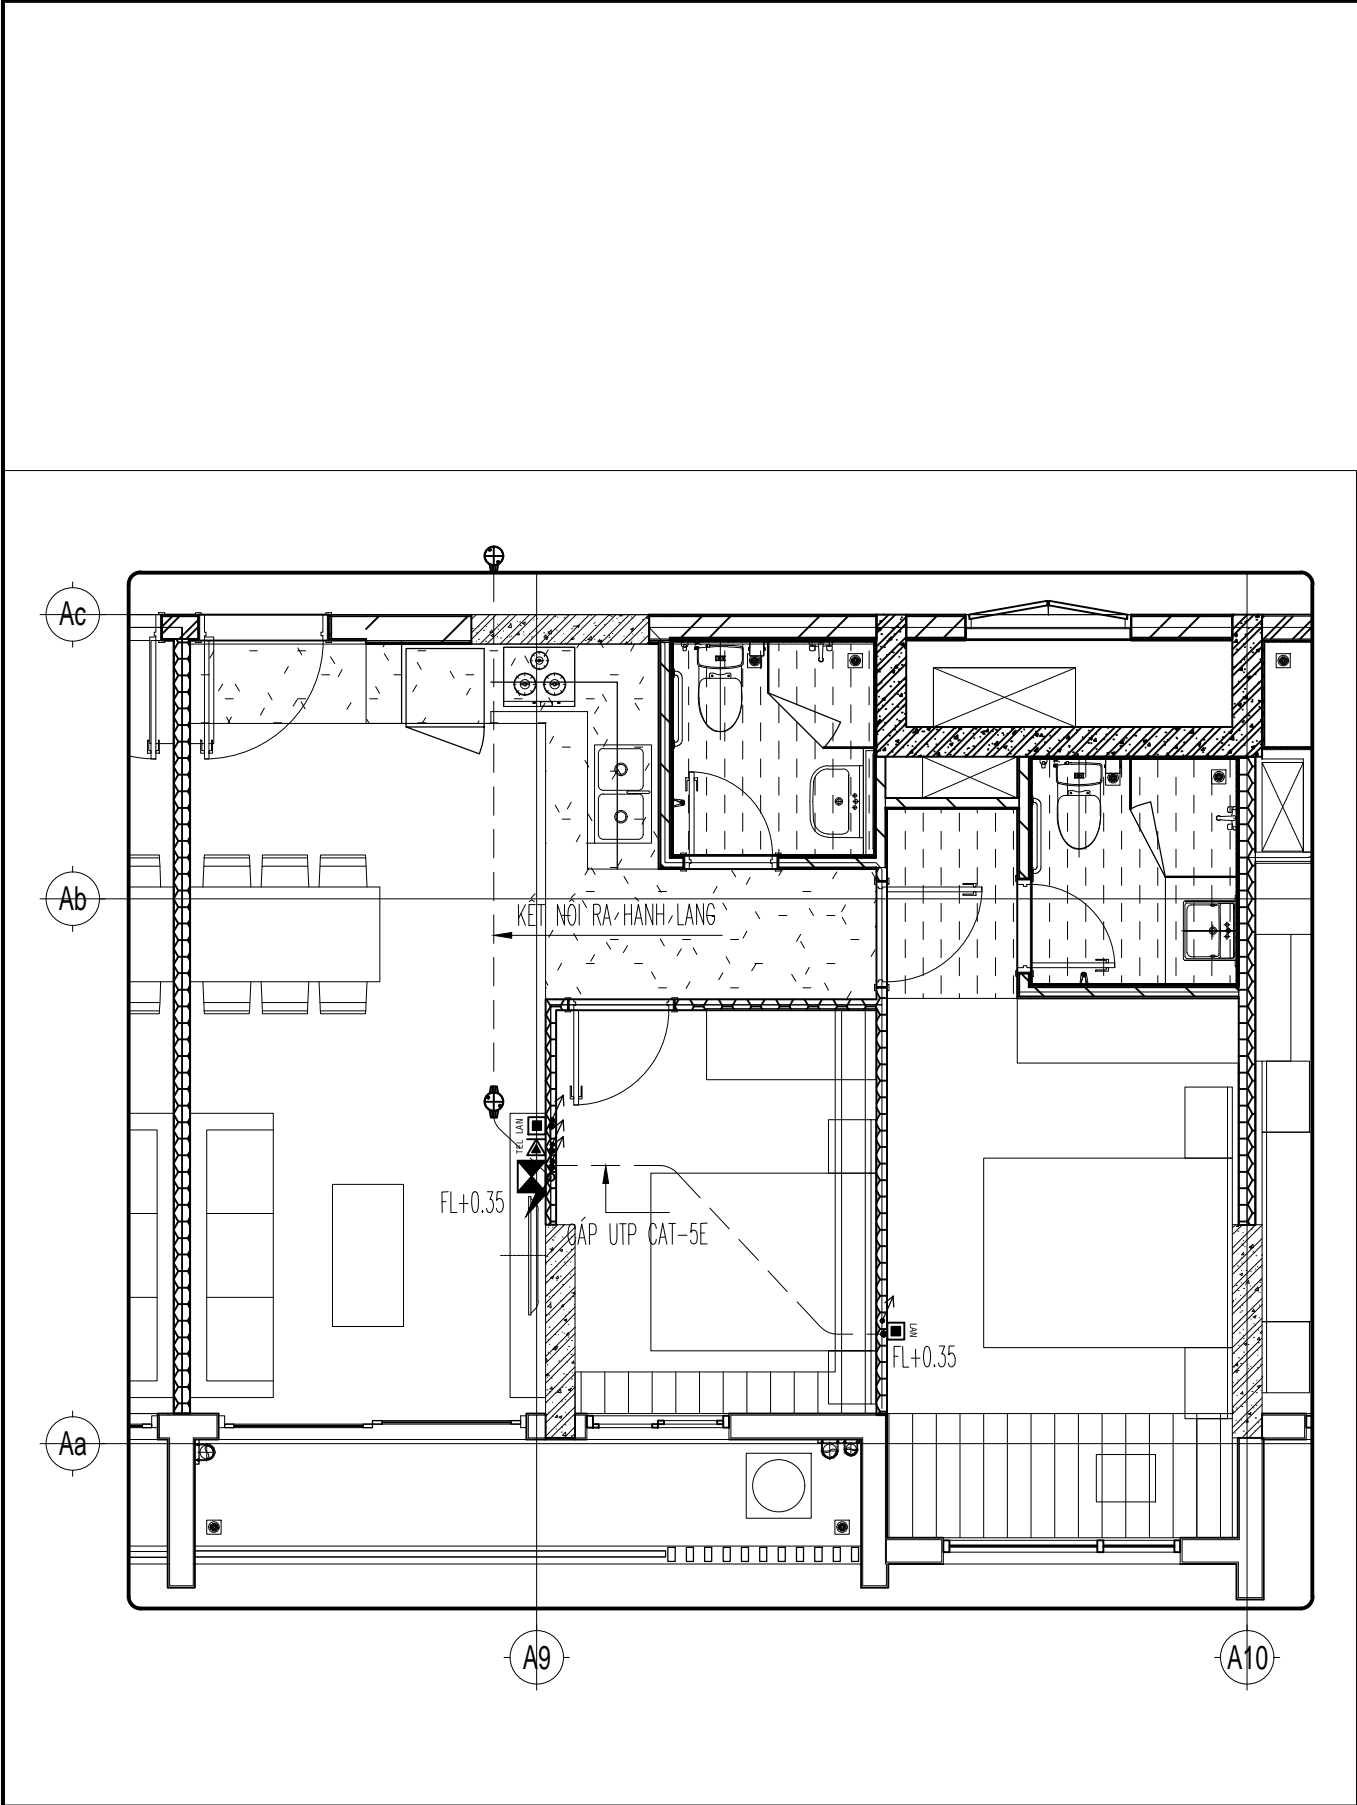 Ac
Ab
KẾT NỐI RA HÀNH LANG
TEL LAN
FL+0.35
CÁP UTP CAT-5E
LAN
FL+0.35
Aa
A9
A10